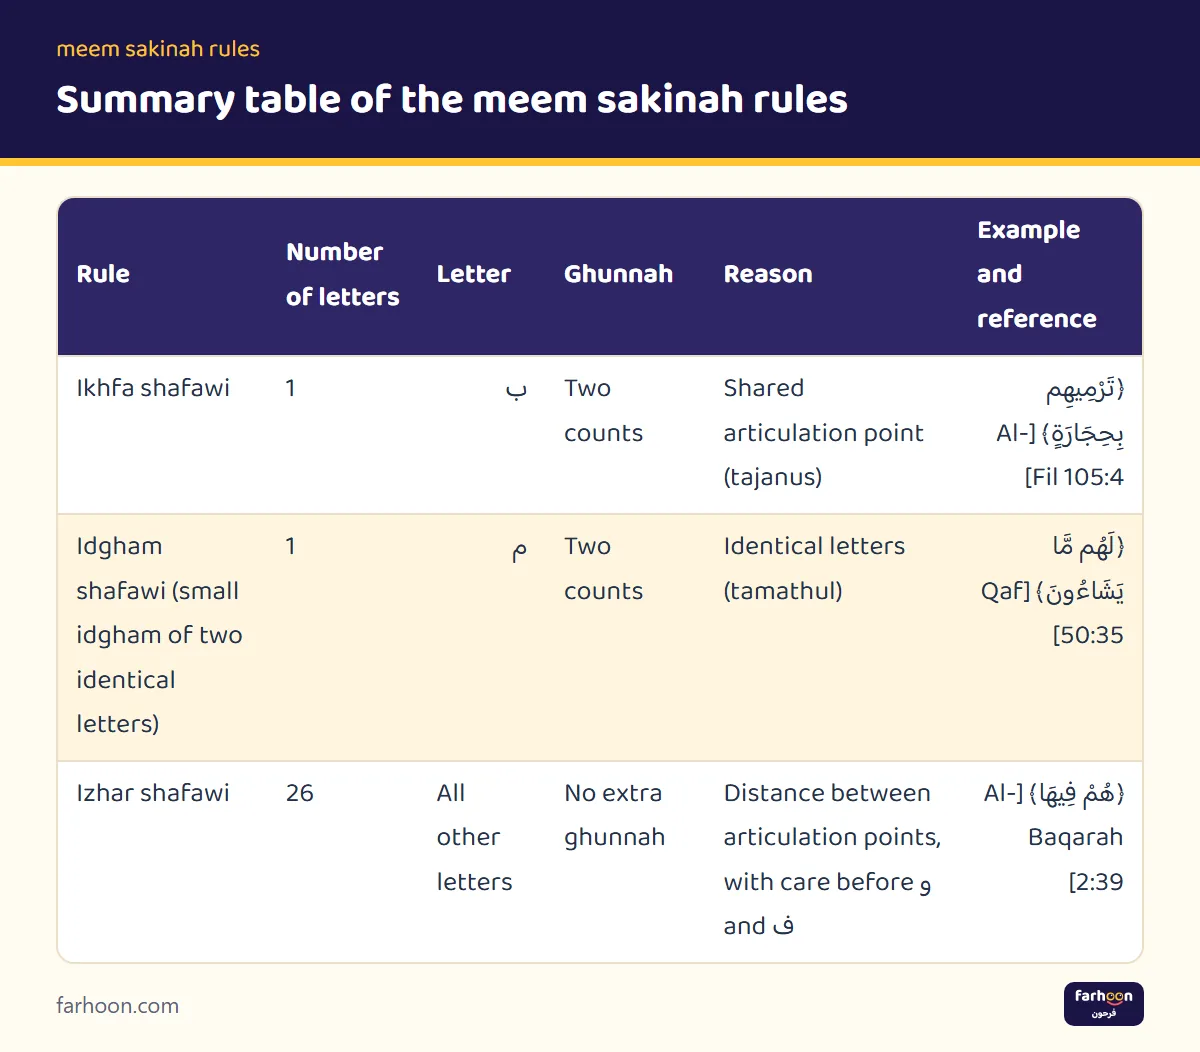 meem sakinah rules
Summary table of the meem sakinah rules
Rule
Number
of letters
Letter
Ghunnah
Reason
Example
and
reference
Ikhfa shafawi
1
ب
Two
counts
Shared
articulation point
(tajanus)
﴿تَرْمِيهِم
بِحِجَارَةٍ﴾ [Al-
Fil 105:4]
Idgham
shafawi (small
idgham of two
identical
letters)
1
م
Two
counts
Identical letters
(tamathul)
﴿لَهُم مَّا
يَشَاءُونَ﴾ [Qaf
50:35]
Izhar shafawi
26
All
other
letters
No extra
ghunnah
Distance between
articulation points,
with care before و
and ف
﴿هُمْ فِيهَا﴾ [Al-
Baqarah
2:39]
farhoon.com
farhoon
فرحون